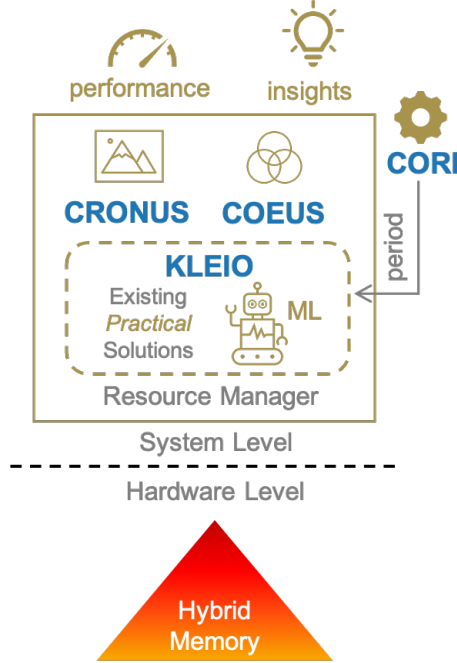 performance
insights
CORI
CRONUS
COEUS
period
KLEIO
Existing
Practical
Solutions
ML
Resource Manager
System Level
Hardware Level
Hybrid
Memory